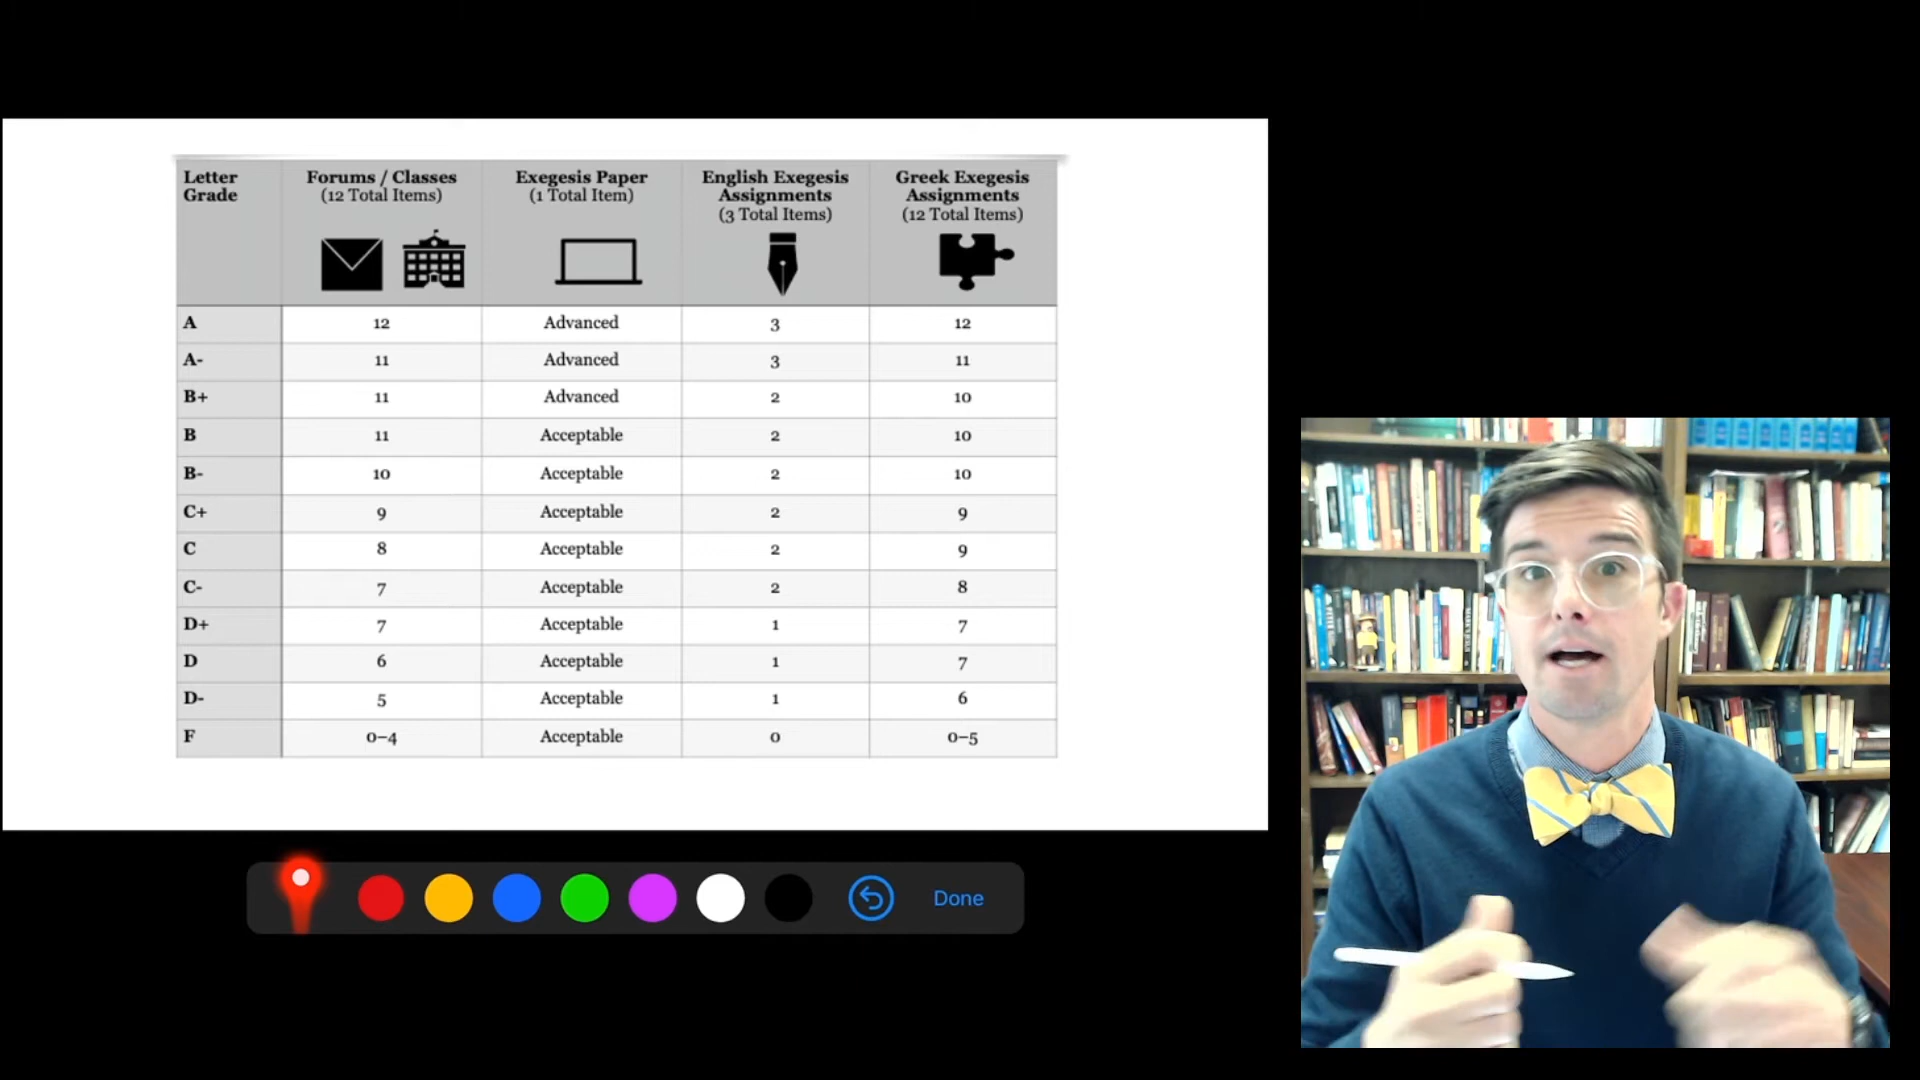 Letter Grade
Forums / Classes
(12 Total Items)
Exegesis Paper
(1 Total Item)
English Exegesis
Assignments
(3 Total Items)
Greek Exegesis
Assignments
(12 Total Items)
A 12 Advanced 3 12
A- 11 Advanced 3 11
B+ 11 Advanced 2 10
B 11 Acceptable 2 10
B- 10 Acceptable 2 10
C+ 9 Acceptable 2 9
C 8 Acceptable 2 9
C- 7 Acceptable 2 8
D+ 7 Acceptable 1 7
D 6 Acceptable 1 7
D- 5 Acceptable 1 6
F 0–4 Acceptable 0 0–5
Done